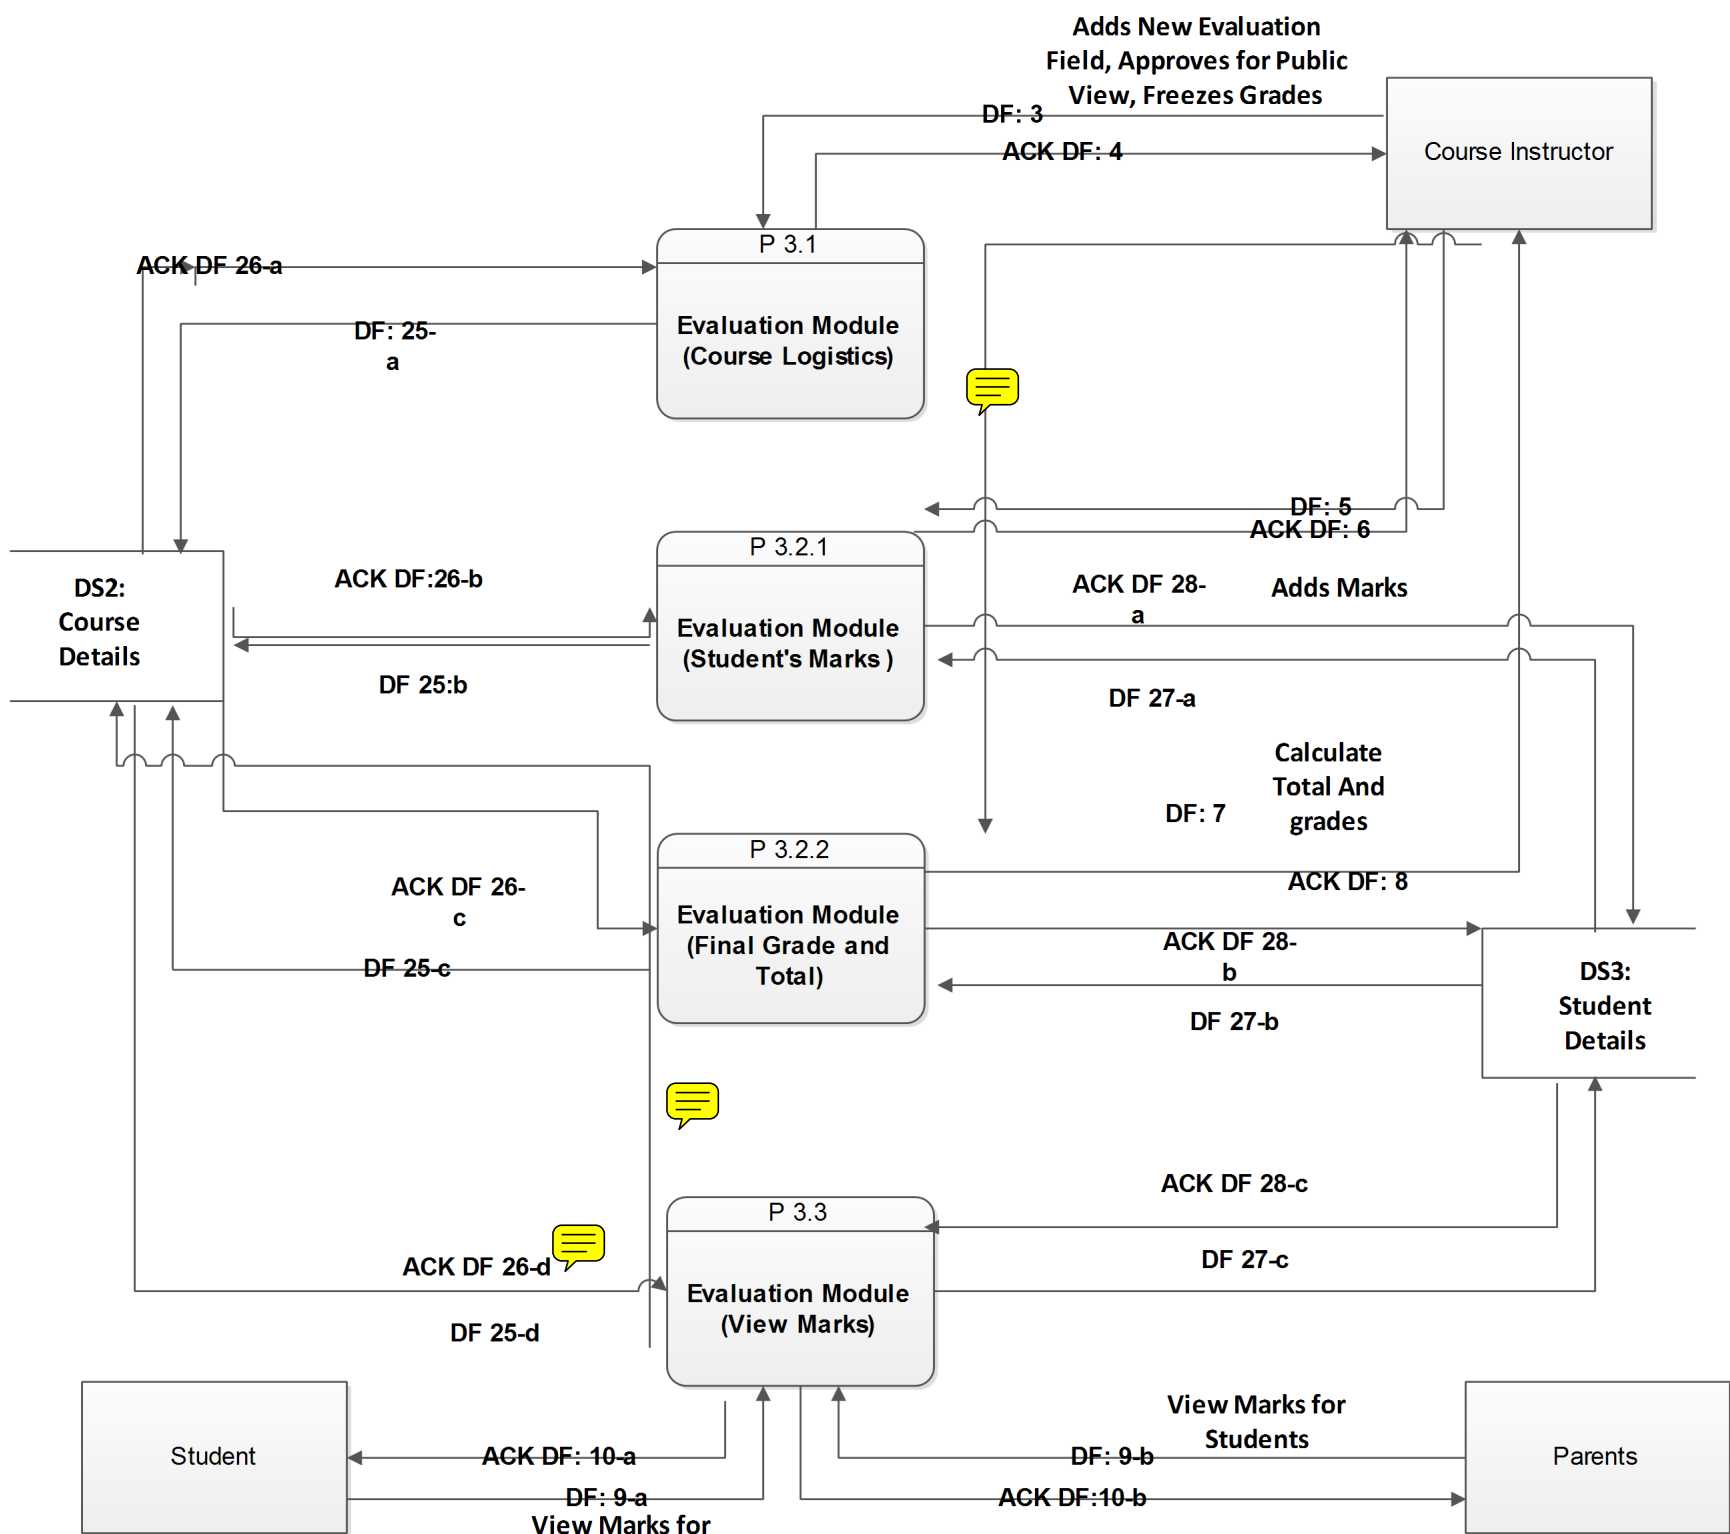 Adds New Evaluation
Field, Approves for Public
View, Freezes Grades
DF: 3
ACK DF: 4
Course Instructor
P 3.1
Evaluation Module
(Course Logistics)
ACK DF 26-a
DF: 25-
a
DF: 5
ACK DF: 6
Adds Marks
P 3.2.1
Evaluation Module
(Student's Marks )
DS2:
Course
Details
ACK DF:26-b
DF 25:b
ACK DF 28-
a
DF 27-a
Calculate
Total And
grades
DF: 7
ACK DF: 8
P 3.2.2
Evaluation Module
(Final Grade and
Total)
ACK DF 26-
c
DF 25-c
ACK DF 28-
b
DF 27-b
DS3:
Student
Details
ACK DF 28-c
DF 27-c
P 3.3
Evaluation Module
(View Marks)
ACK DF 26-d
DF 25-d
Student
ACK DF: 10-a
DF: 9-a
View Marks for
View Marks for
Students
DF: 9-b
ACK DF:10-b
Parents